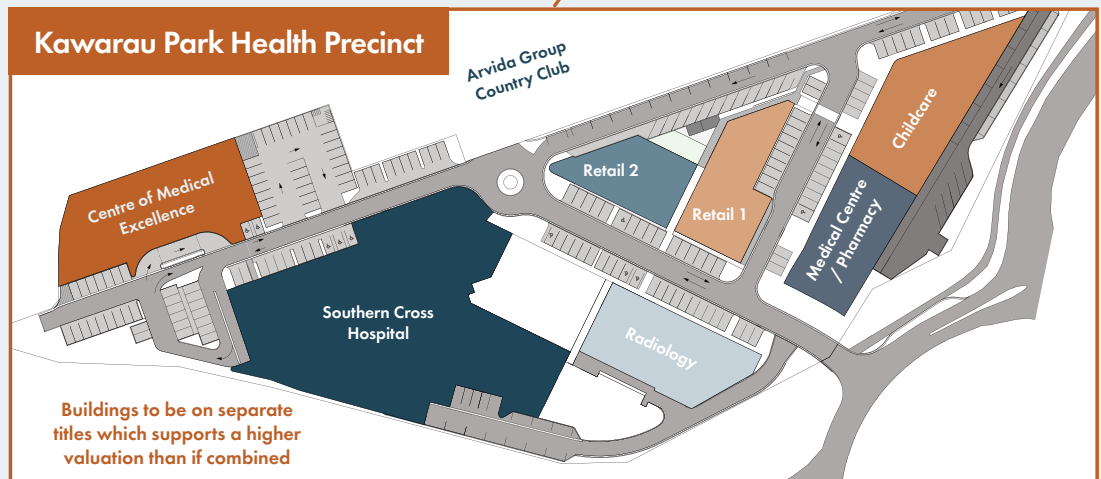 Kawarau Park Health Precinct
Arvida Group
Country Club
Childcare
Retail 2
Centre of Medical
Excellence
Retail 1
Medical Centre
/ Pharmacy
Southern Cross
Hospital
Radiology
Buildings to be on separate
titles which supports a higher
valuation than if combined